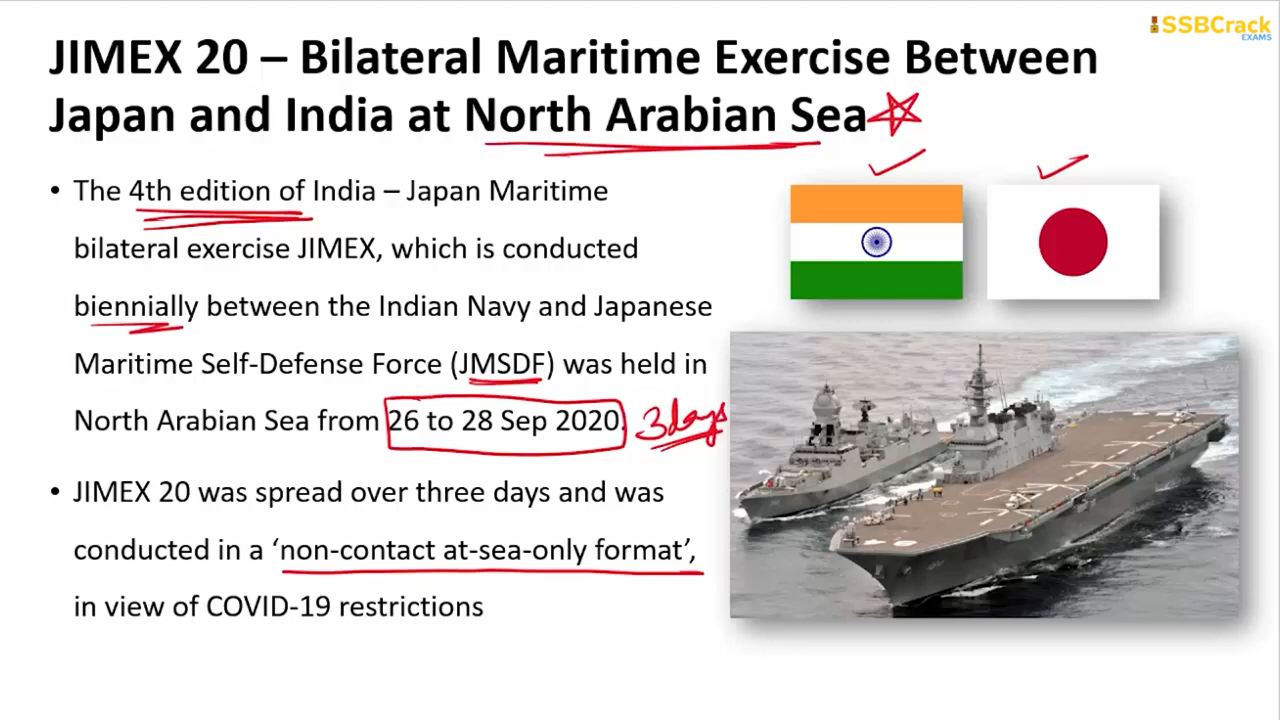 SSBCrack
EXAMS
JIMEX 20 – Bilateral Maritime Exercise Between
Japan and India at North Arabian Sea
• The 4th edition of India – Japan Maritime
bilateral exercise JIMEX, which is conducted
biennially between the Indian Navy and Japanese
Maritime Self-Defense Force (JMSDF) was held in
North Arabian Sea from 26 to 28 Sep 2020. 3days
• JIMEX 20 was spread over three days and was
conducted in a ‘non-contact at-sea-only format’,
in view of COVID-19 restrictions